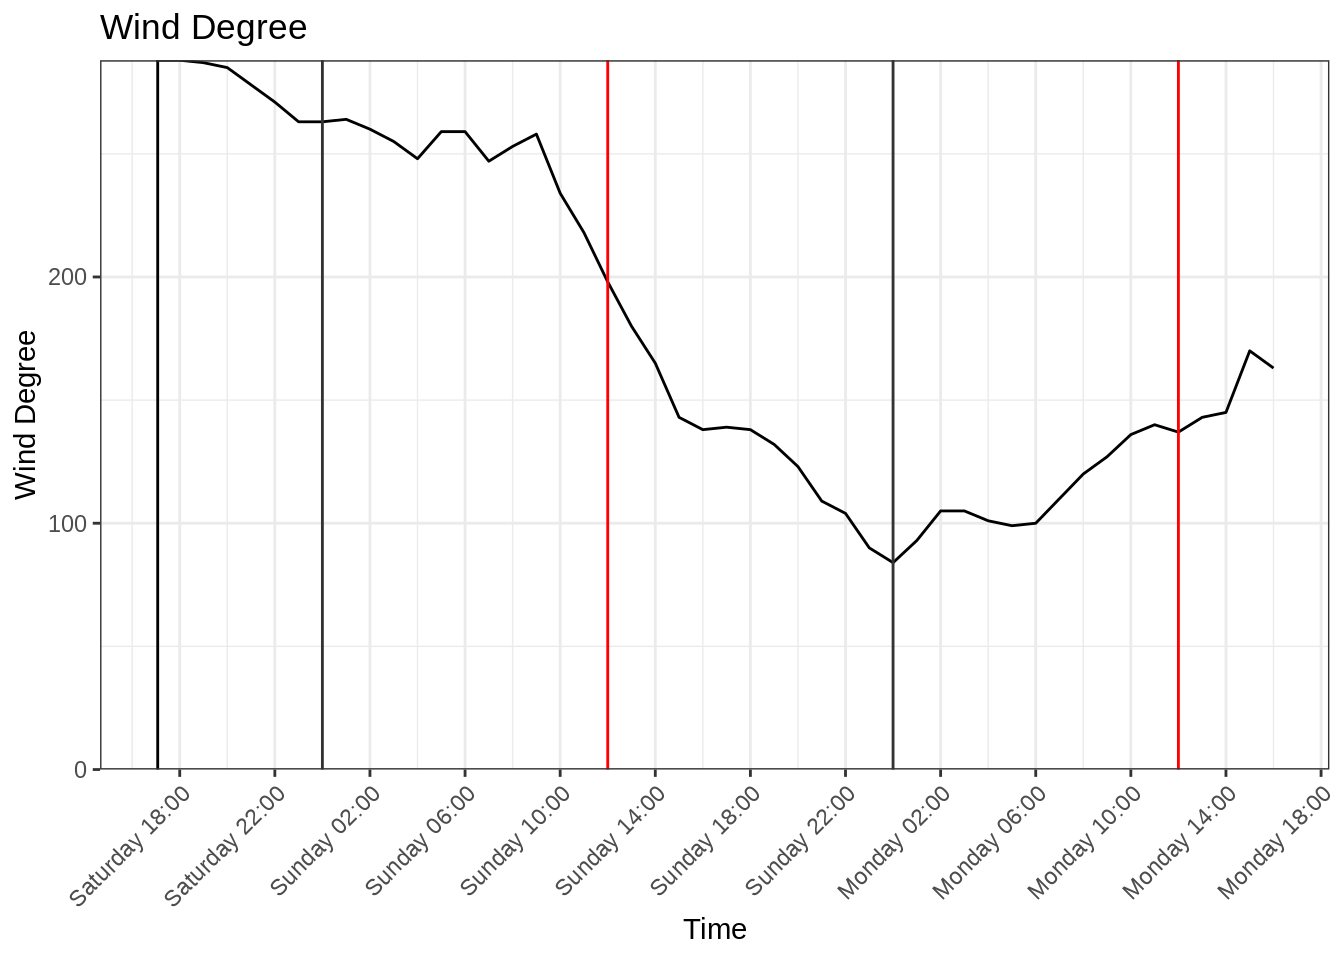 Wind Degree
Wind Degree
200
100
0
Saturday 18:00
Saturday 22:00
Sunday 02:00
Sunday 06:00
Sunday 10:00
Sunday 14:00
Sunday 18:00
Sunday 22:00
Monday 02:00
Monday 06:00
Monday 10:00
Monday 14:00
Monday 18:00
Time